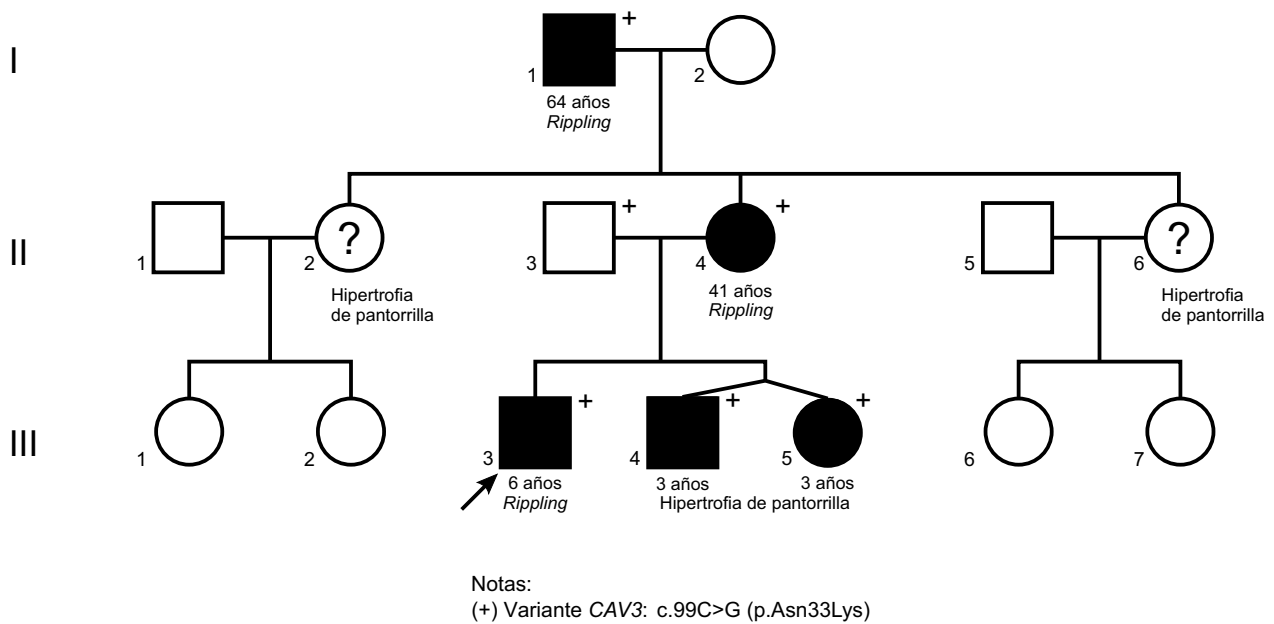 I
+
1
2
64 años
Rippling
II
+
+
?
?
1
2
3
4
5
6
Hipertrofia
de pantorrilla
41 años
Rippling
Hipertrofia
de pantorrilla
III
+
+
+
1
2
3
4
5
6
7
6 años
Rippling
3 años
3 años
Hipertrofia de pantorrilla
Notas:
(+) Variante CAV3: c.99C>G (p.Asn33Lys)